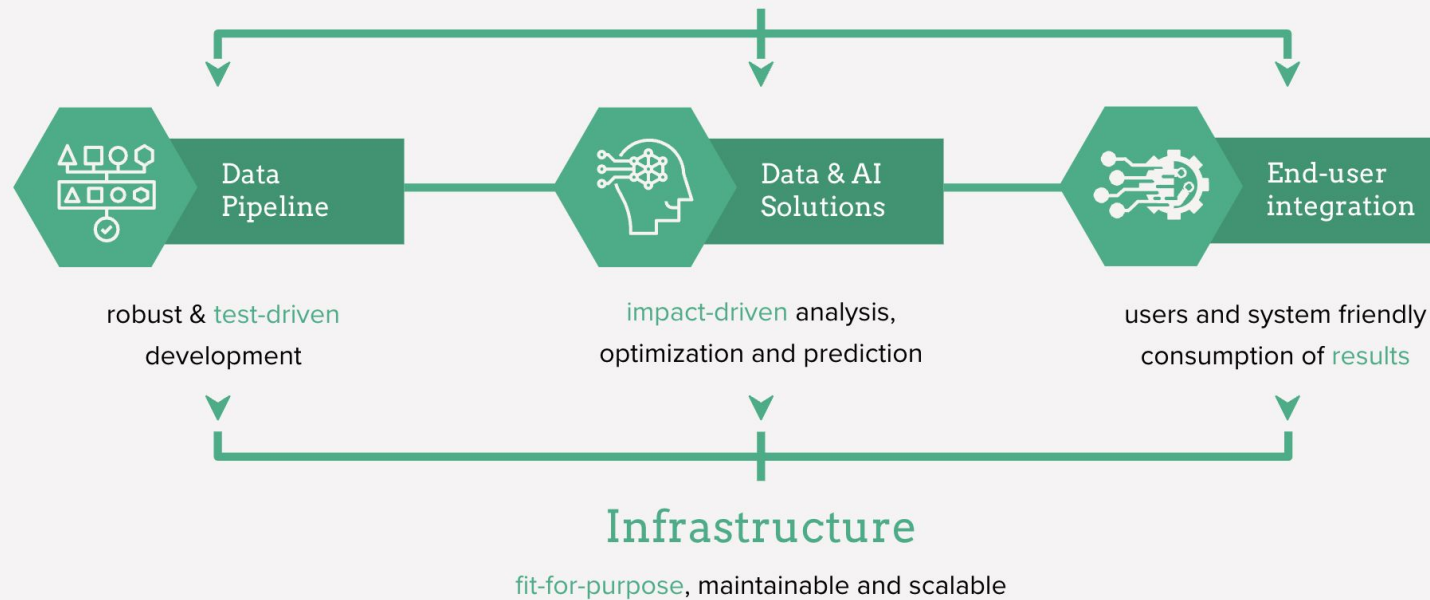 Data
Pipeline
robust & test-driven
development
Data & AI
Solutions
impact-driven analysis,
optimization and prediction
End-user
integration
users and system friendly
consumption of results
Infrastructure
fit-for-purpose, maintainable and scalable